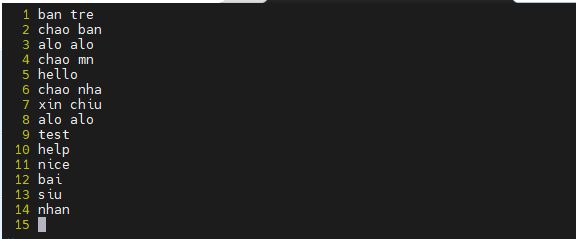 1 ban tre
2 chao ban
3 alo alo
4 chao mn
5 hello
6 chao nha
7 xin chiu
8 alo alo
9 test
10 help
11 nice
12 bai
13 siu
14 nhan
15